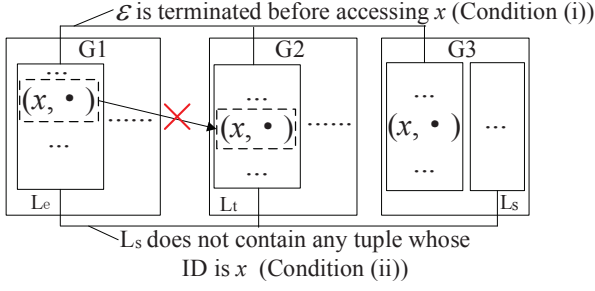 ε is terminated before accessing x (Condition (i))
G1 G2 G3
... ... ... ...
(x, •) (x, •) (x, •)
...... ......
... ... ...
Le Lt Ls
Ls does not contain any tuple whose
ID is x (Condition (ii))